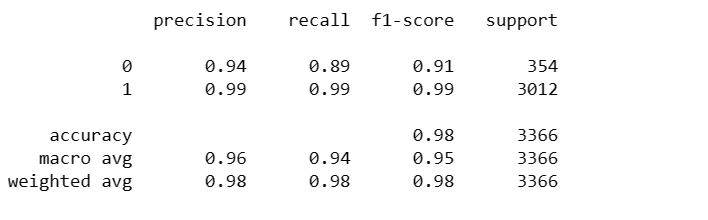 precision recall f1-score support
0 0.94 0.89 0.91 354
1 0.99 0.99 0.99 3012
accuracy 0.98 3366
macro avg 0.96 0.94 0.95 3366
weighted avg 0.98 0.98 0.98 3366